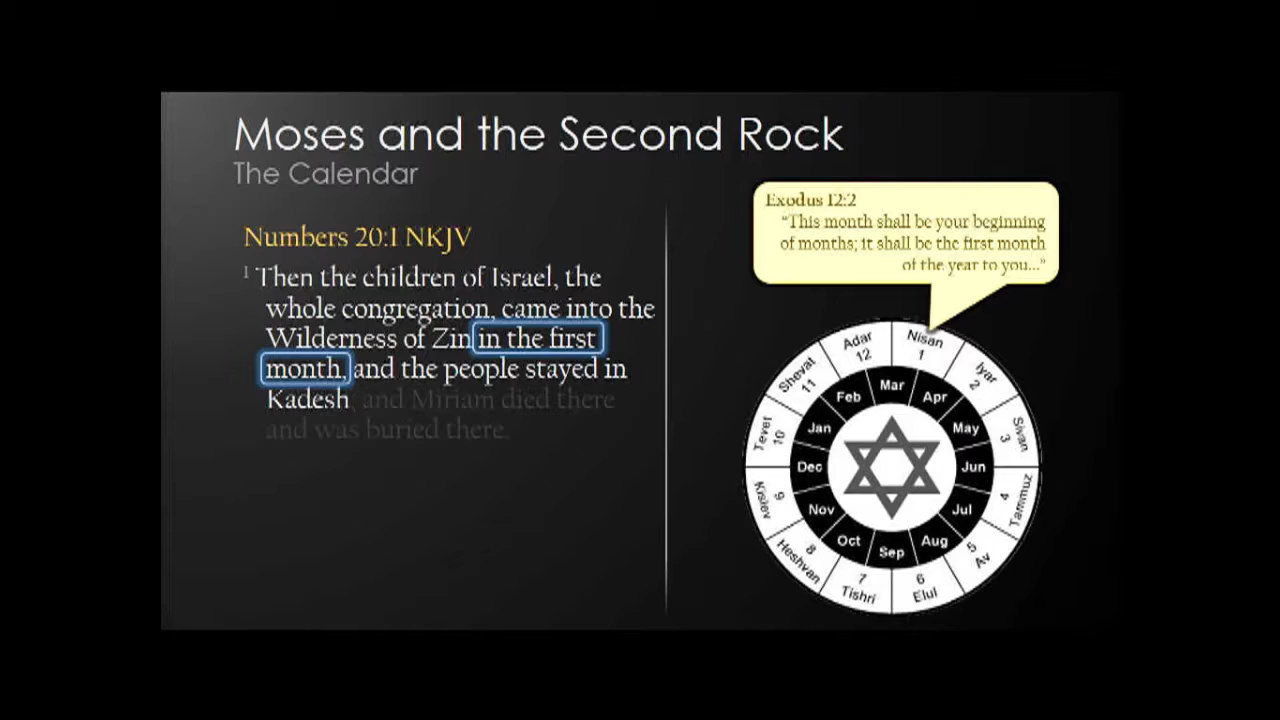 Moses and the Second Rock
The Calendar
Numbers 20:1 NKJV
1 Then the children of Israel, the
whole congregation, came into the
Wilderness of Zin in the first
month, and the people stayed in
Kadesh; and Miriam died there
and was buried there.
Exodus 12:2
"This month shall be your beginning
of months; it shall be the first month
of the year to you..."
Nisan
1
Iyar
2
Sivan
3
Tammuz
4
Av
5
Elul
6
Tishri
7
Heshvan
8
Kislev
9
Tevet
10
Shevat
11
Adar
12
Mar
Apr
May
Jun
Jul
Aug
Sep
Oct
Nov
Dec
Jan
Feb